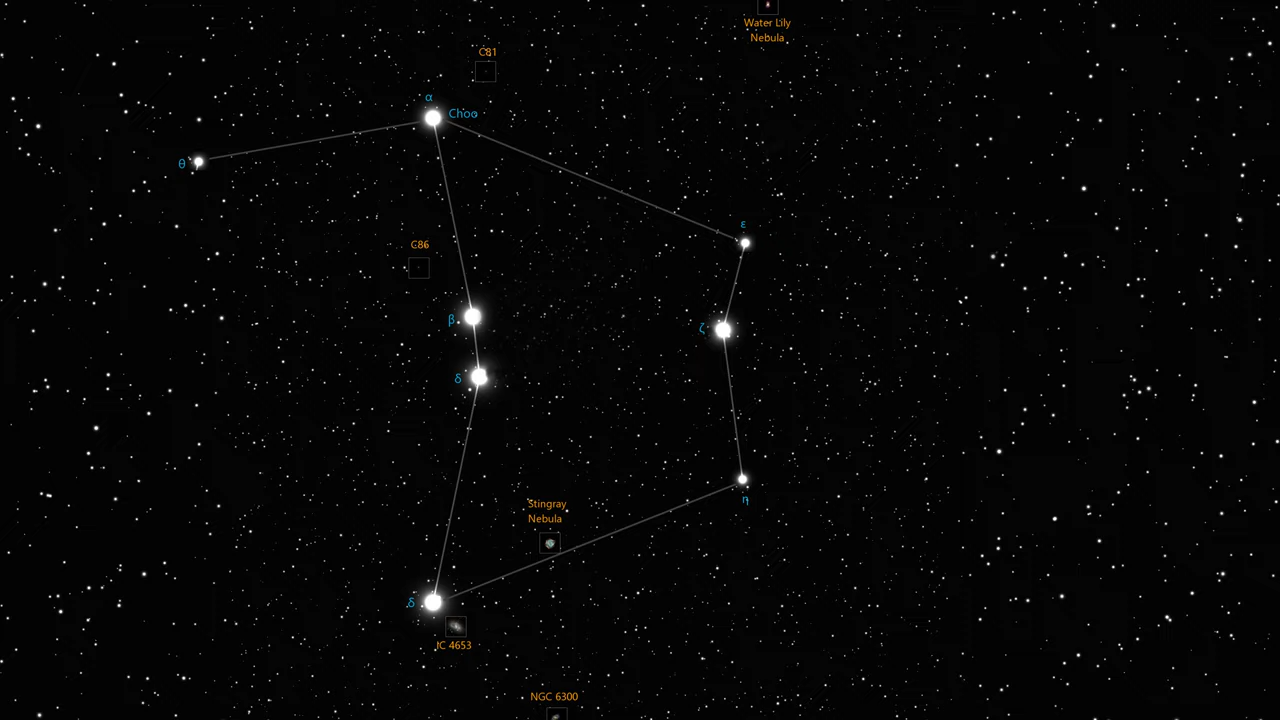 Water Lily
Nebula
C81
α
Choo
θ
ε
C86
β
ζ
δ
η
Stingray
Nebula
δ
IC 4653
NGC 6300